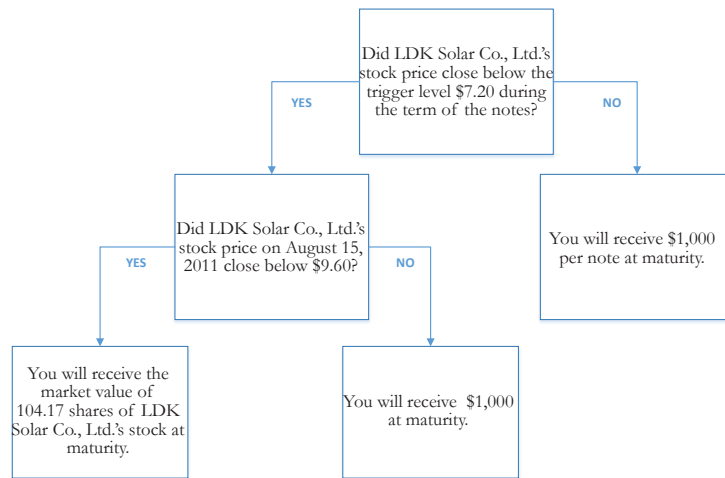 Did LDK Solar Co., Ltd.'s
stock price close below the
trigger level $7.20 during
the term of the notes?
YES
NO
Did LDK Solar Co., Ltd.'s
stock price on August 15,
2011 close below $9.60?
You will receive $1,000
per note at maturity.
YES
NO
You will receive the
market value of
104.17 shares of LDK
Solar Co., Ltd.'s stock at
maturity.
You will receive $1,000
at maturity.